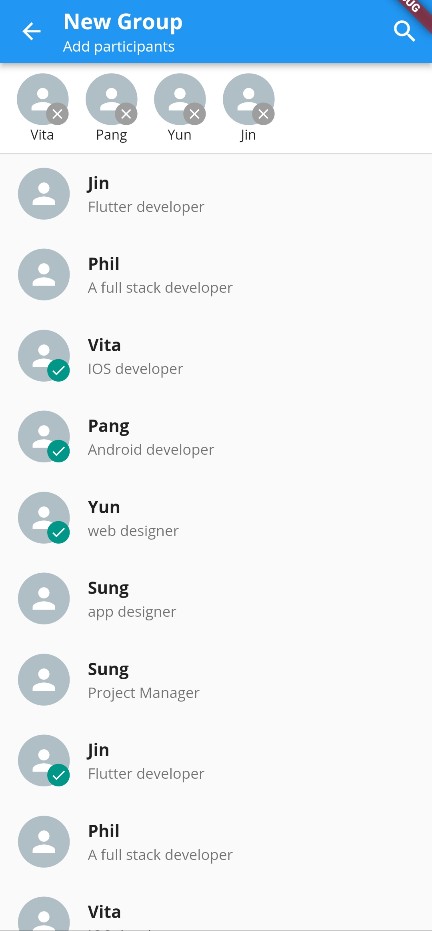 New Group
Add participants
Vita
Pang
Yun
Jin
Jin
Flutter developer
Phil
A full stack developer
Vita
IOS developer
Pang
Android developer
Yun
web designer
Sung
app designer
Sung
Project Manager
Jin
Flutter developer
Phil
A full stack developer
Vita